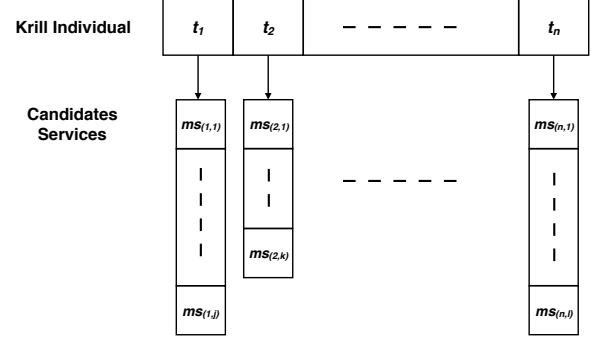 Krill Individual t1 t2 tn
Candidates
Services
ms(1,1) ms(2,1) ms(n,1)
ms(2,k)
ms(1,j) ms(n,l)